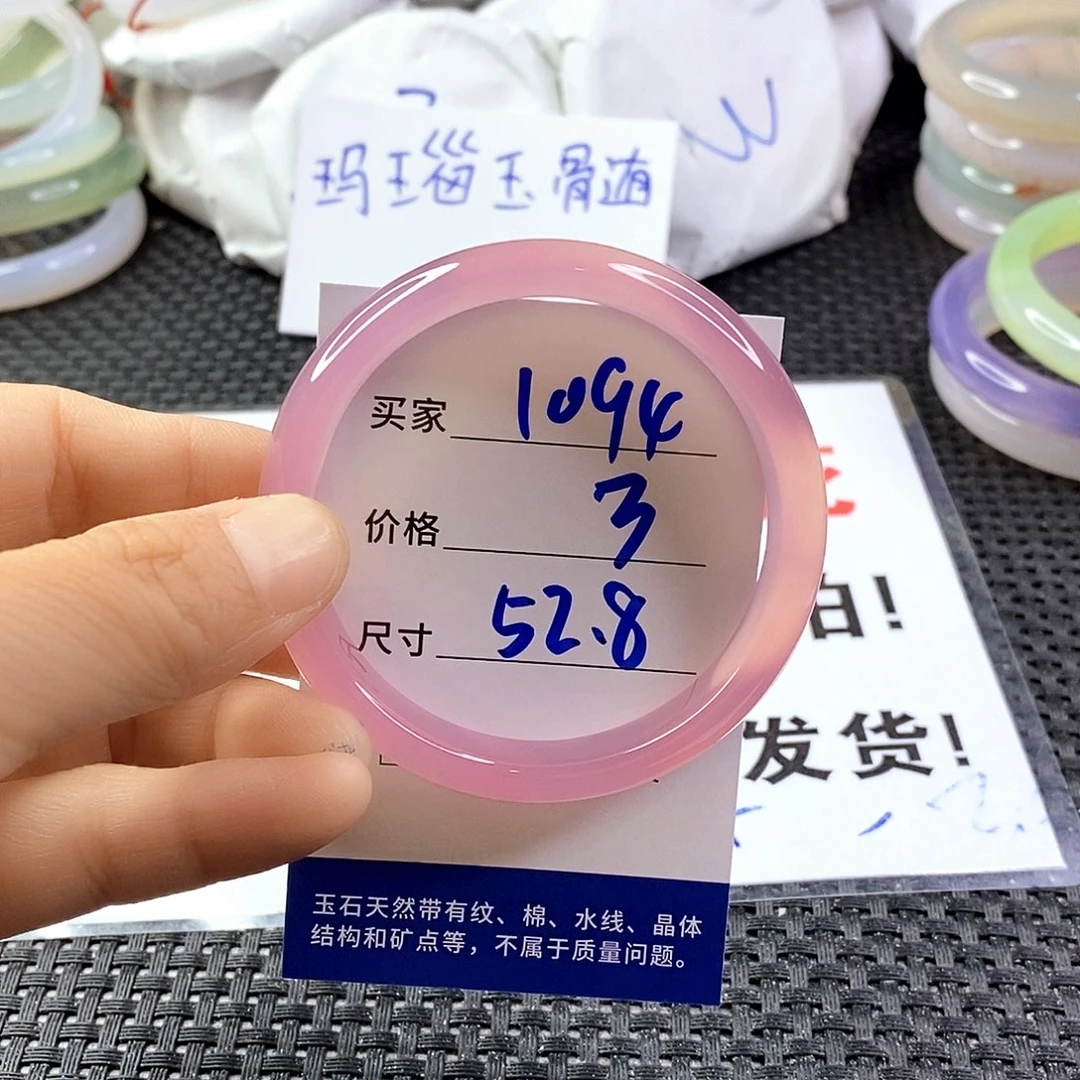 玛瑙玉骨髓
买家 1094
价格 3
尺寸 52.8
拍!
发货!
玉石天然带有纹、棉、水线、晶体
结构和矿点等，不属于质量问题。